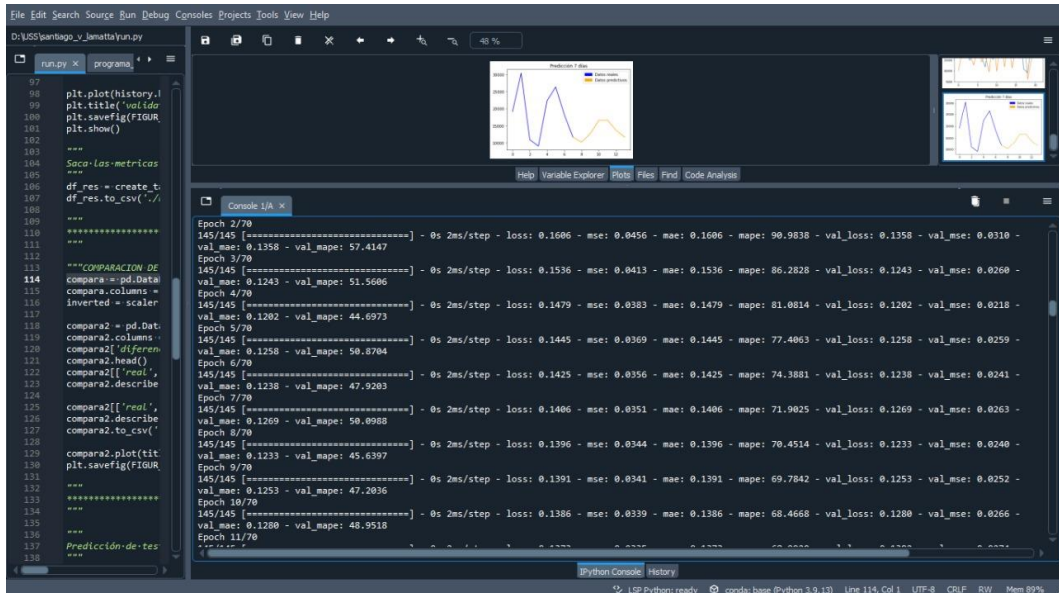 File Edit Search Source Run Debug Consoles Projects Tools View Help
D:\USS\santiago_v_lamatta\run.py
48 %
run.py
programa_
97
98 plt.plot(history.
99 plt.title('valida
100 plt.savefig(FIGUR
101 plt.show()
102
103 """
104 Saca·las·metricas
105 """
106 df_res·=·create_t
107 df_res.to_csv('./
108
109 """
110 ******************
111 """
112
113 """COMPARACION·DE
114 compara·=·pd.Data
115 compara.columns·=
116 inverted·=·scaler
117
118 compara2·=·pd.Dat
119 compara2.columns
120 compara2['diferen
121 compara2.head()
122 compara2[['real',
123 compara2.describe
124
125 compara2[['real',
126 compara2.describe
127 compara2.to_csv('
128
129 compara2.plot(tit
130 plt.savefig(FIGUR
131
132 """
133 ******************
134 """
135
136 """
137 Predicción·de·tes
138 """
Predicción 7 dias
Datos reales
Datos predictivos
0 2 4 6 8 10 12
Help Variable Explorer Plots Files Find Code Analysis
Console 1/A
Epoch 2/70
145/145 [==============================] - 0s 2ms/step - loss: 0.1606 - mse: 0.0456 - mae: 0.1606 - mape: 90.9838 - val_loss: 0.1358 - val_mse: 0.0310 -
val_mae: 0.1358 - val_mape: 57.4147
Epoch 3/70
145/145 [==============================] - 0s 2ms/step - loss: 0.1536 - mse: 0.0413 - mae: 0.1536 - mape: 86.2828 - val_loss: 0.1243 - val_mse: 0.0260 -
val_mae: 0.1243 - val_mape: 51.5606
Epoch 4/70
145/145 [==============================] - 0s 2ms/step - loss: 0.1479 - mse: 0.0383 - mae: 0.1479 - mape: 81.0814 - val_loss: 0.1202 - val_mse: 0.0218 -
val_mae: 0.1202 - val_mape: 44.6973
Epoch 5/70
145/145 [==============================] - 0s 2ms/step - loss: 0.1445 - mse: 0.0369 - mae: 0.1445 - mape: 77.4063 - val_loss: 0.1258 - val_mse: 0.0259 -
val_mae: 0.1258 - val_mape: 50.8704
Epoch 6/70
145/145 [==============================] - 0s 2ms/step - loss: 0.1425 - mse: 0.0356 - mae: 0.1425 - mape: 74.3881 - val_loss: 0.1238 - val_mse: 0.0241 -
val_mae: 0.1238 - val_mape: 47.9203
Epoch 7/70
145/145 [==============================] - 0s 2ms/step - loss: 0.1406 - mse: 0.0351 - mae: 0.1406 - mape: 71.9025 - val_loss: 0.1269 - val_mse: 0.0263 -
val_mae: 0.1269 - val_mape: 50.0988
Epoch 8/70
145/145 [==============================] - 0s 2ms/step - loss: 0.1396 - mse: 0.0344 - mae: 0.1396 - mape: 70.4514 - val_loss: 0.1233 - val_mse: 0.0240 -
val_mae: 0.1233 - val_mape: 45.6397
Epoch 9/70
145/145 [==============================] - 0s 2ms/step - loss: 0.1391 - mse: 0.0341 - mae: 0.1391 - mape: 69.7842 - val_loss: 0.1253 - val_mse: 0.0252 -
val_mae: 0.1253 - val_mape: 47.2036
Epoch 10/70
145/145 [==============================] - 0s 2ms/step - loss: 0.1386 - mse: 0.0339 - mae: 0.1386 - mape: 68.4668 - val_loss: 0.1280 - val_mse: 0.0266 -
val_mae: 0.1280 - val_mape: 48.9518
Epoch 11/70
IPython Console History
LSP Python: ready conda: base (Python 3.9.13) Line 114, Col 1 UTF-8 CRLF RW Mem 89%